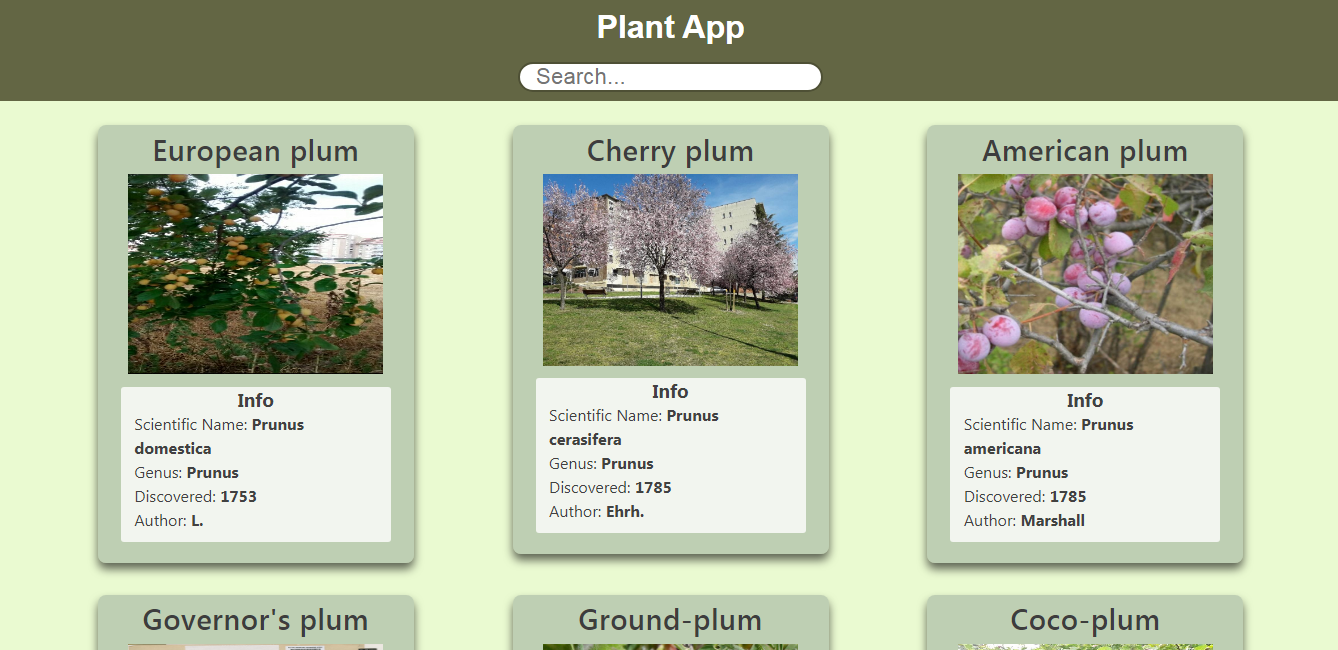 Plant App
Search...
European plum
Info
Scientific Name: Prunus
domestica
Genus: Prunus
Discovered: 1753
Author: L.
Cherry plum
Info
Scientific Name: Prunus
cerasifera
Genus: Prunus
Discovered: 1785
Author: Ehrh.
American plum
Info
Scientific Name: Prunus
americana
Genus: Prunus
Discovered: 1785
Author: Marshall
Governor's plum
Ground-plum
Coco-plum